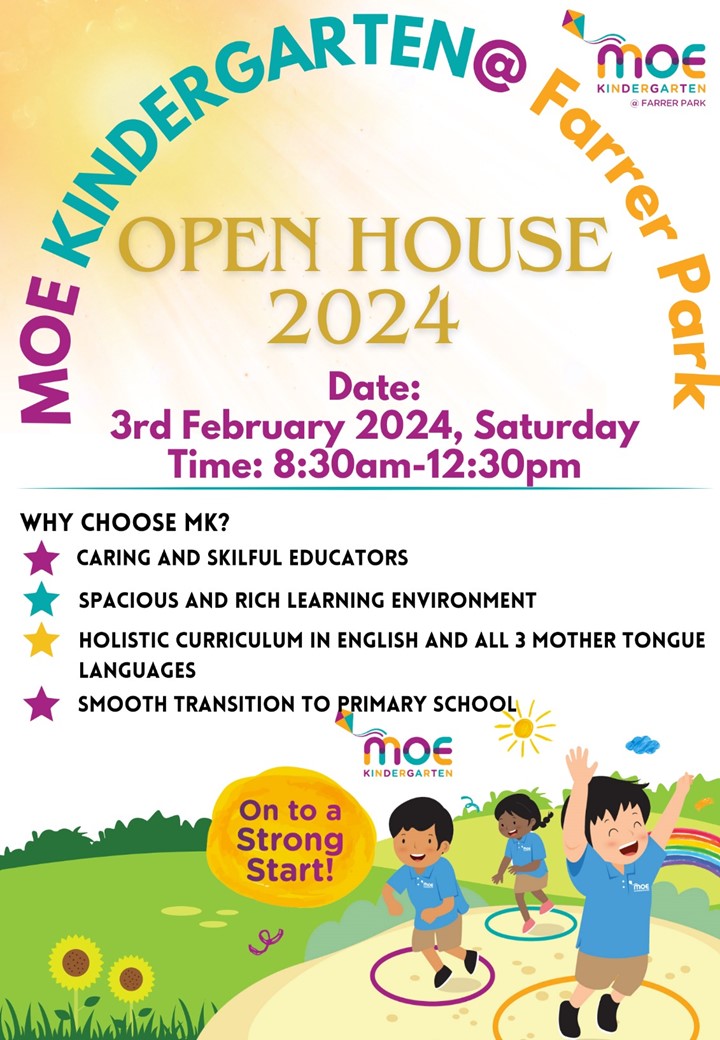 MOE KINDERGARTEN@ Farrer Park
moe
KINDERGARTEN
@ FARRER PARK
OPEN HOUSE
2024
Date:
3rd February 2024, Saturday
Time: 8:30am-12:30pm
WHY CHOOSE MK?
CARING AND SKILFUL EDUCATORS
SPACIOUS AND RICH LEARNING ENVIRONMENT
HOLISTIC CURRICULUM IN ENGLISH AND ALL 3 MOTHER TONGUE
LANGUAGES
SMOOTH TRANSITION TO PRIMARY SCHOOL
moe
KINDERGARTEN
On to a
Strong
Start!
moe
moe